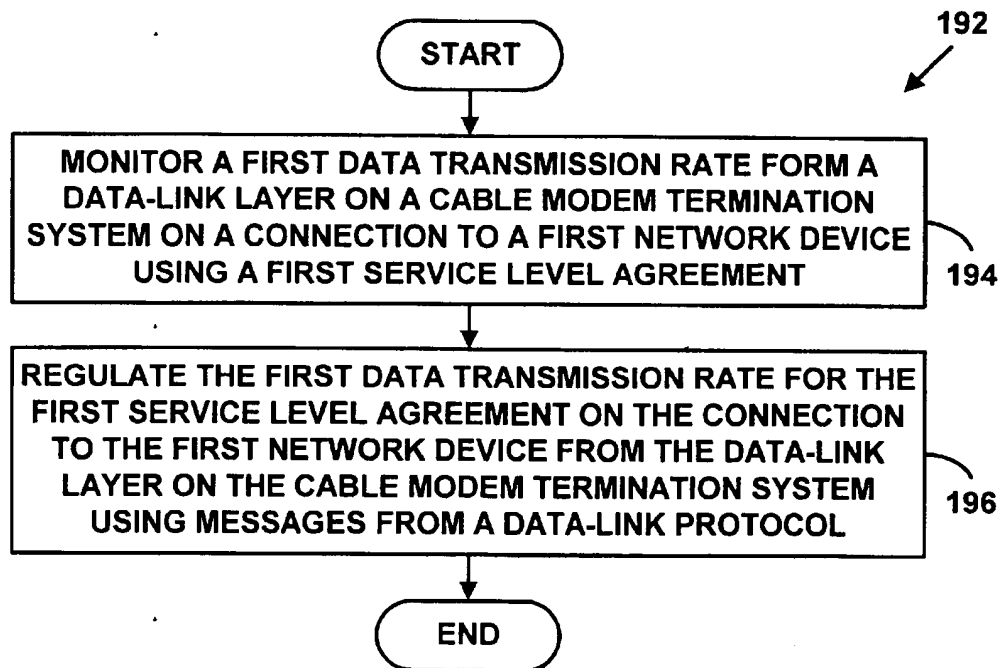 192
START
MONITOR A FIRST DATA TRANSMISSION RATE FORM A
DATA-LINK LAYER ON A CABLE MODEM TERMINATION
SYSTEM ON A CONNECTION TO A FIRST NETWORK DEVICE
USING A FIRST SERVICE LEVEL AGREEMENT
194
REGULATE THE FIRST DATA TRANSMISSION RATE FOR THE
FIRST SERVICE LEVEL AGREEMENT ON THE CONNECTION
TO THE FIRST NETWORK DEVICE FROM THE DATA-LINK
LAYER ON THE CABLE MODEM TERMINATION SYSTEM
USING MESSAGES FROM A DATA-LINK PROTOCOL
196
END